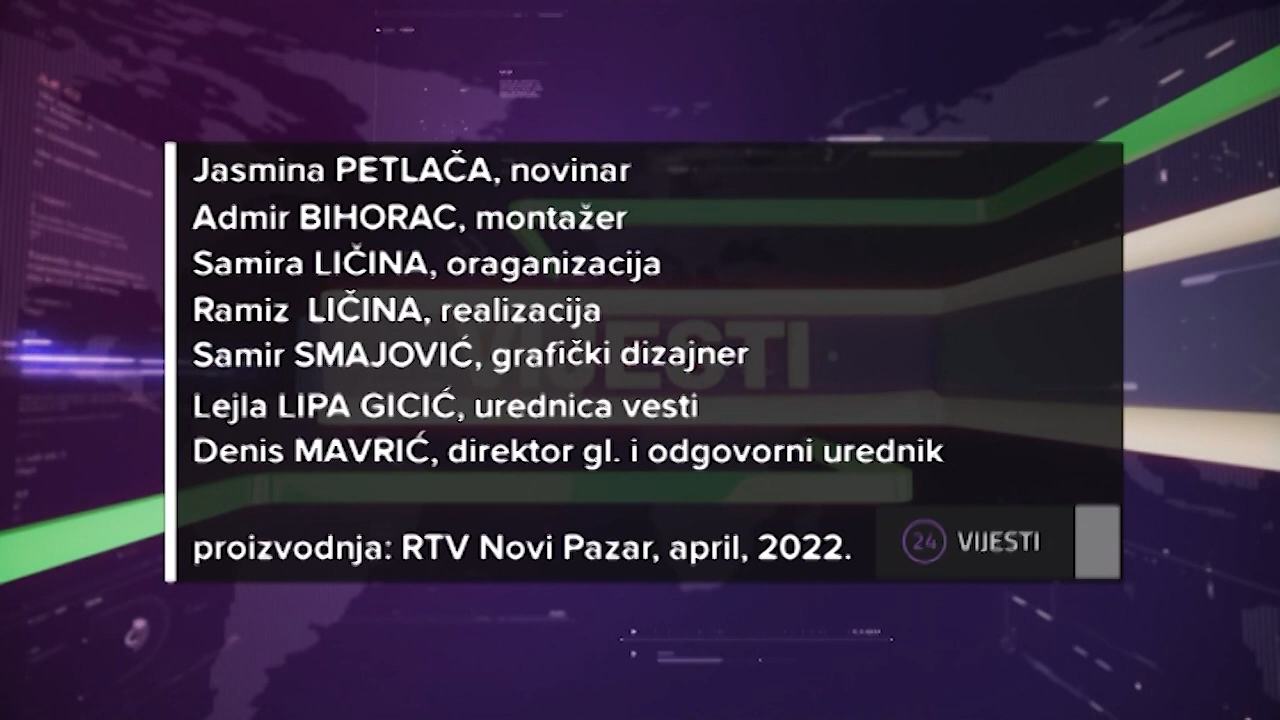 Jasmina PETLAČA, novinar
Admir BIHORAC, montažer
Samira LIČINA, oraganizacija
Ramiz  LIČINA, realizacija
VIJESTI
Samir SMAJOVIĆ, grafički dizajner
Lejla LIPA GICIĆ, urednica vesti
Denis MAVRIĆ, direktor gl. i odgovorni urednik
proizvodnja: RTV Novi Pazar, april, 2022.
24 VIJESTI